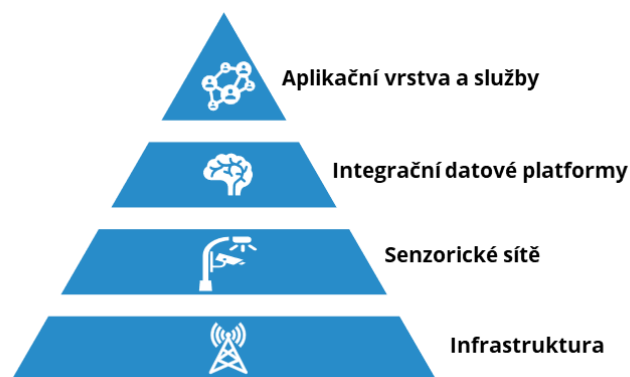 Aplikační vrstva a služby
Integrační datové platformy
Senzorické sítě
Infrastruktura